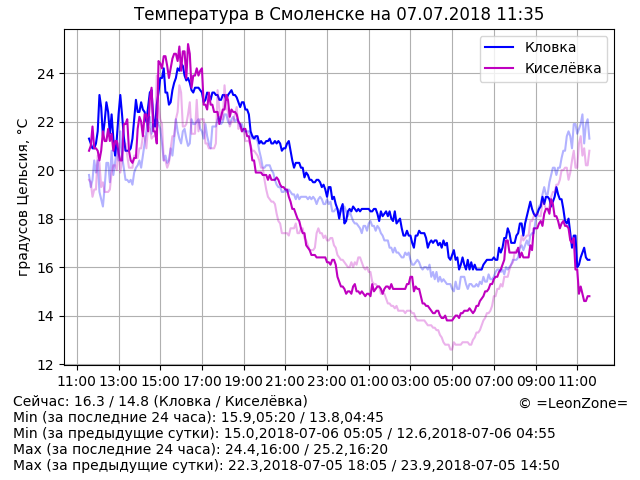 Температура в Смоленске на 07.07.2018 11:35
Кловка
Киселёвка
градусов Цельсия, °C
24
22
20
18
16
14
12
11:00 13:00 15:00 17:00 19:00 21:00 23:00 01:00 03:00 05:00 07:00 09:00 11:00
Сейчас: 16.3 / 14.8 (Кловка / Киселёвка)
© =LeonZone=
Min (за последние 24 часа): 15.9,05:20 / 13.8,04:45
Min (за предыдущие сутки): 15.0,2018-07-06 05:05 / 12.6,2018-07-06 04:55
Max (за последние 24 часа): 24.4,16:00 / 25.2,16:20
Max (за предыдущие сутки): 22.3,2018-07-05 18:05 / 23.9,2018-07-05 14:50